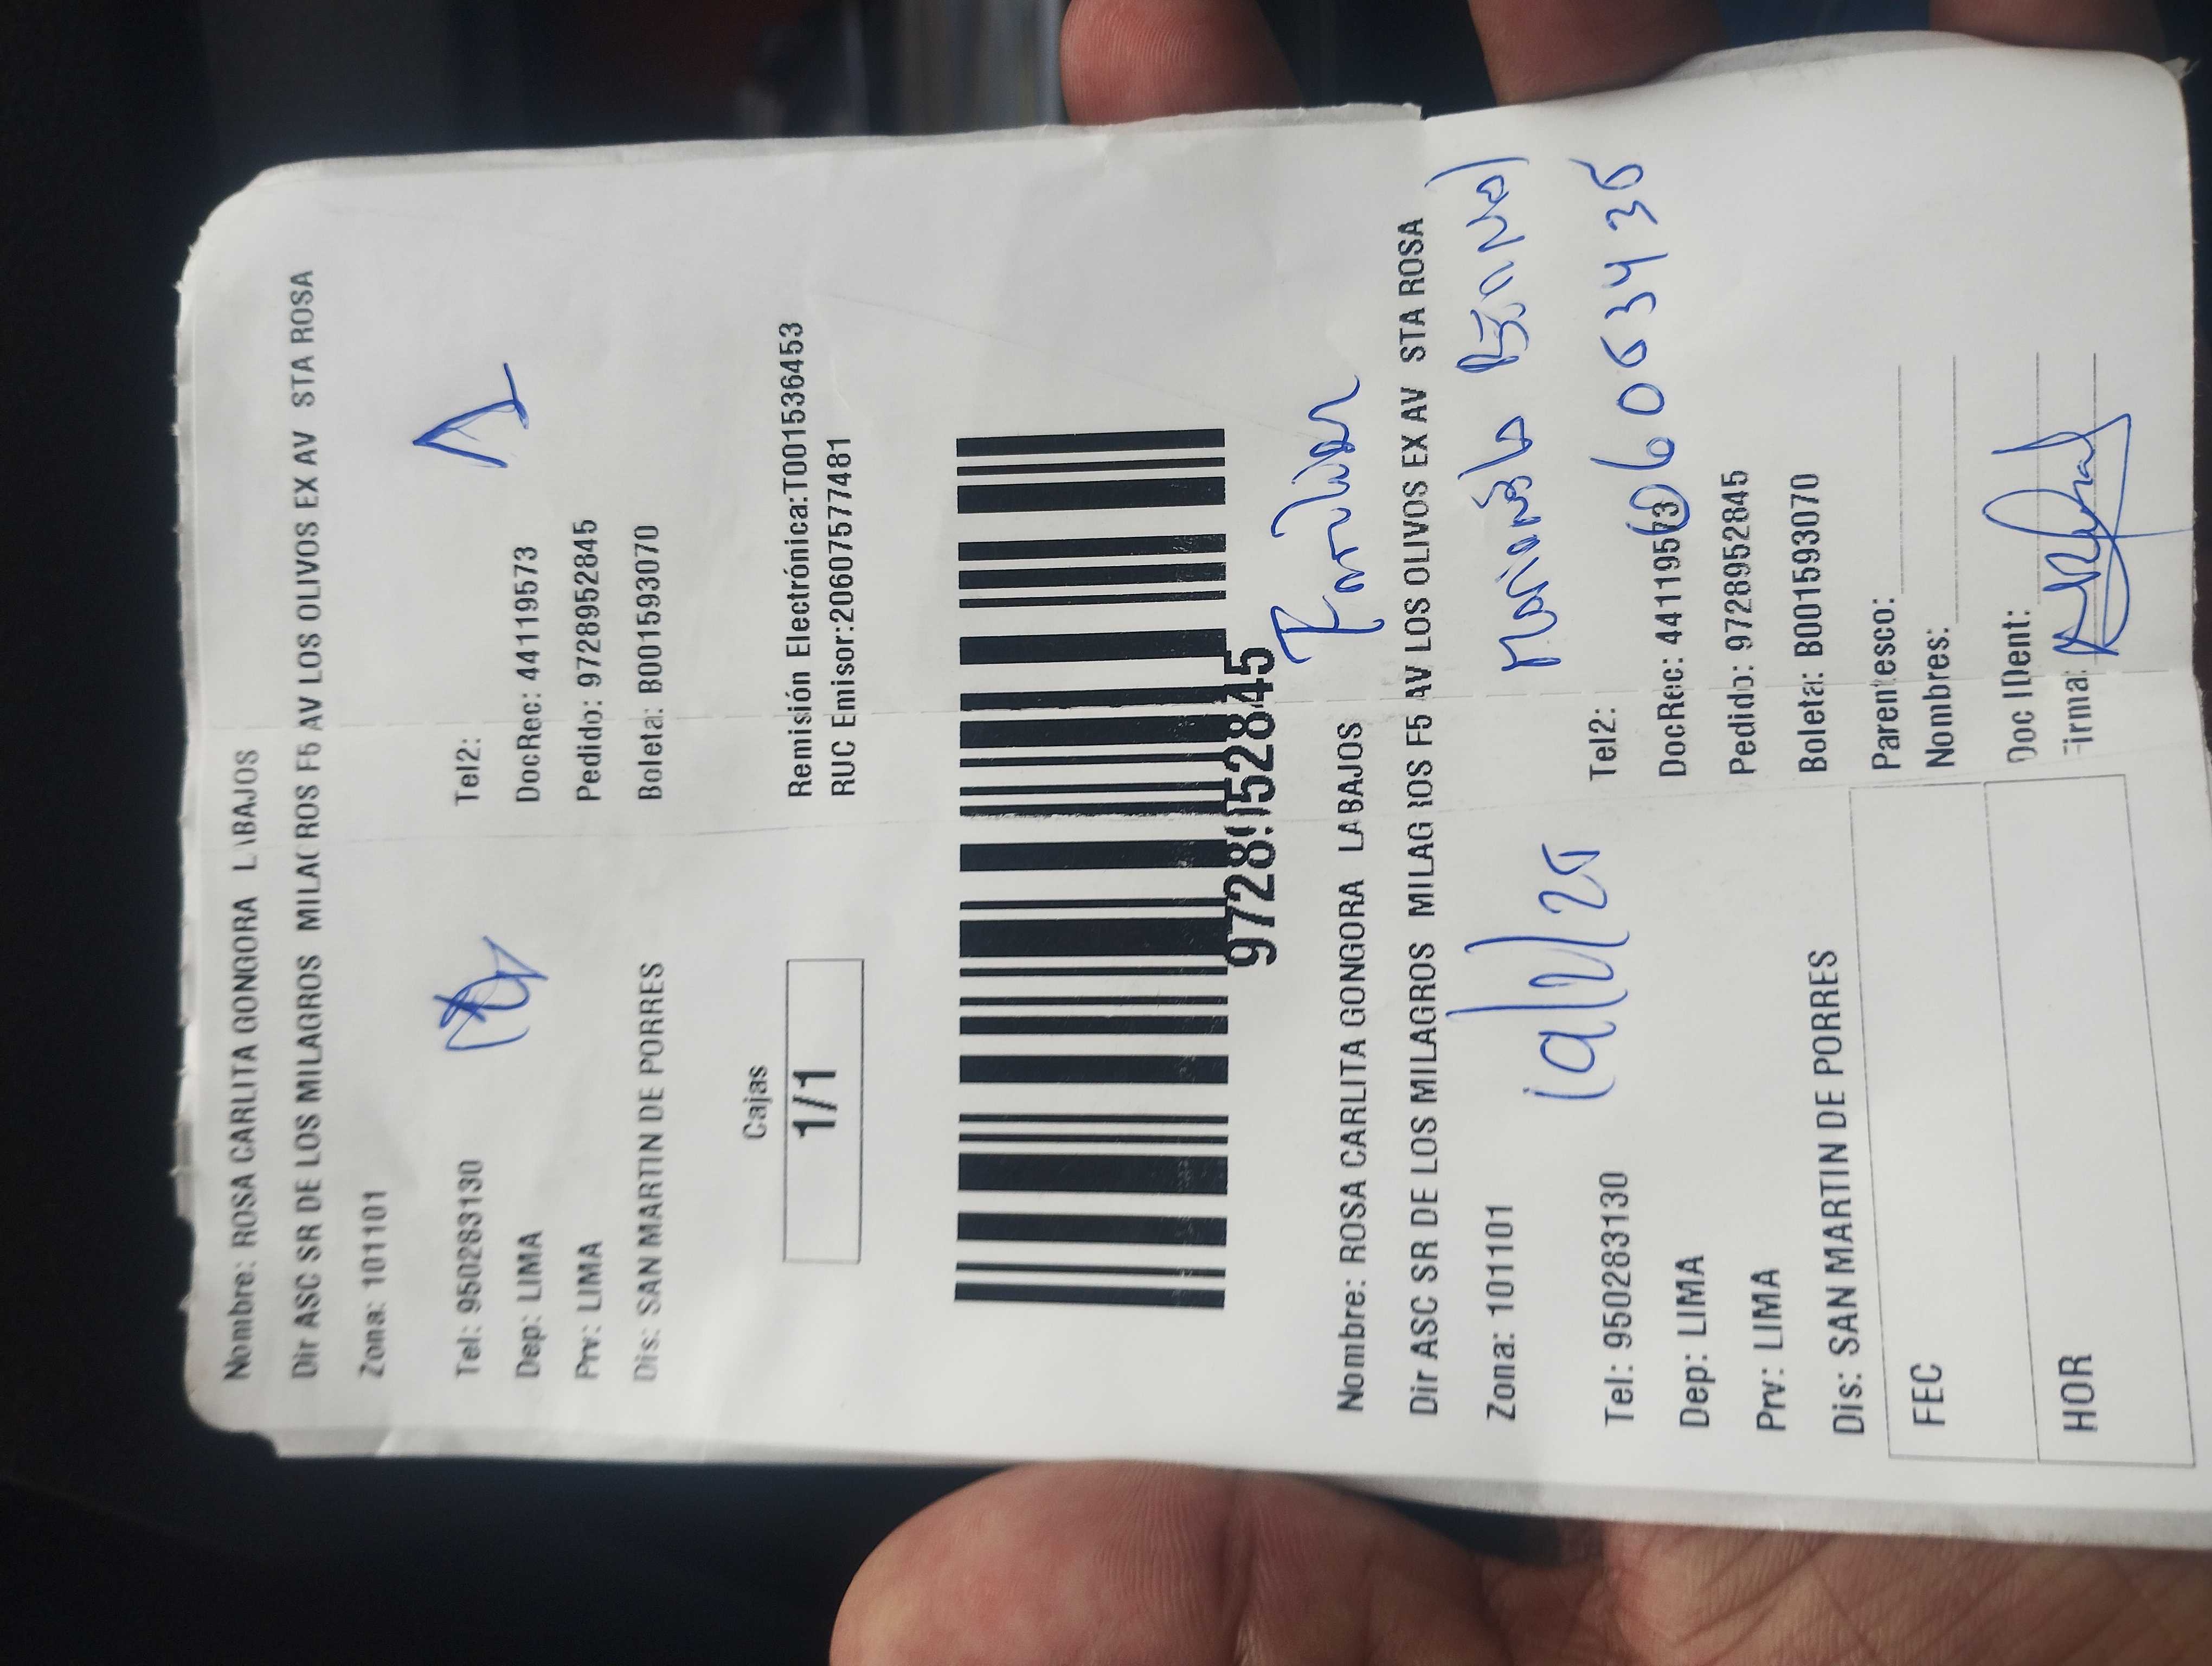 Nombre: ROSA CARLITA GONGORA LABAJOS
Dir ASC SR DE LOS MILAGROS MILAGROS F5 AV LOS OLIVOS EX AV STA ROSA
Zona: 101101
Tel: 950283130 Tel2:
Dep: LIMA DocRec: 44119573
Prv: LIMA Pedido: 9728952845
Dis: SAN MARTIN DE PORRES Boleta: B001593070
Cajas
1/1
Remisión Electrónica:T001536453
RUC Emisor:20607577481
9728952845
Familiar
Nombre: ROSA CARLITA GONGORA LABAJOS
Dir ASC SR DE LOS MILAGROS MILAGROS F5 AV LOS OLIVOS EX AV STA ROSA
Zona: 101101
Tel: 950283130 Tel2:
Dep: LIMA DocRec: 44119573
Prv: LIMA Pedido: 9728952845
Dis: SAN MARTIN DE PORRES Boleta: B001593070
FEC Parentesco:
Nombres:
HOR Doc IDent:
Firma: